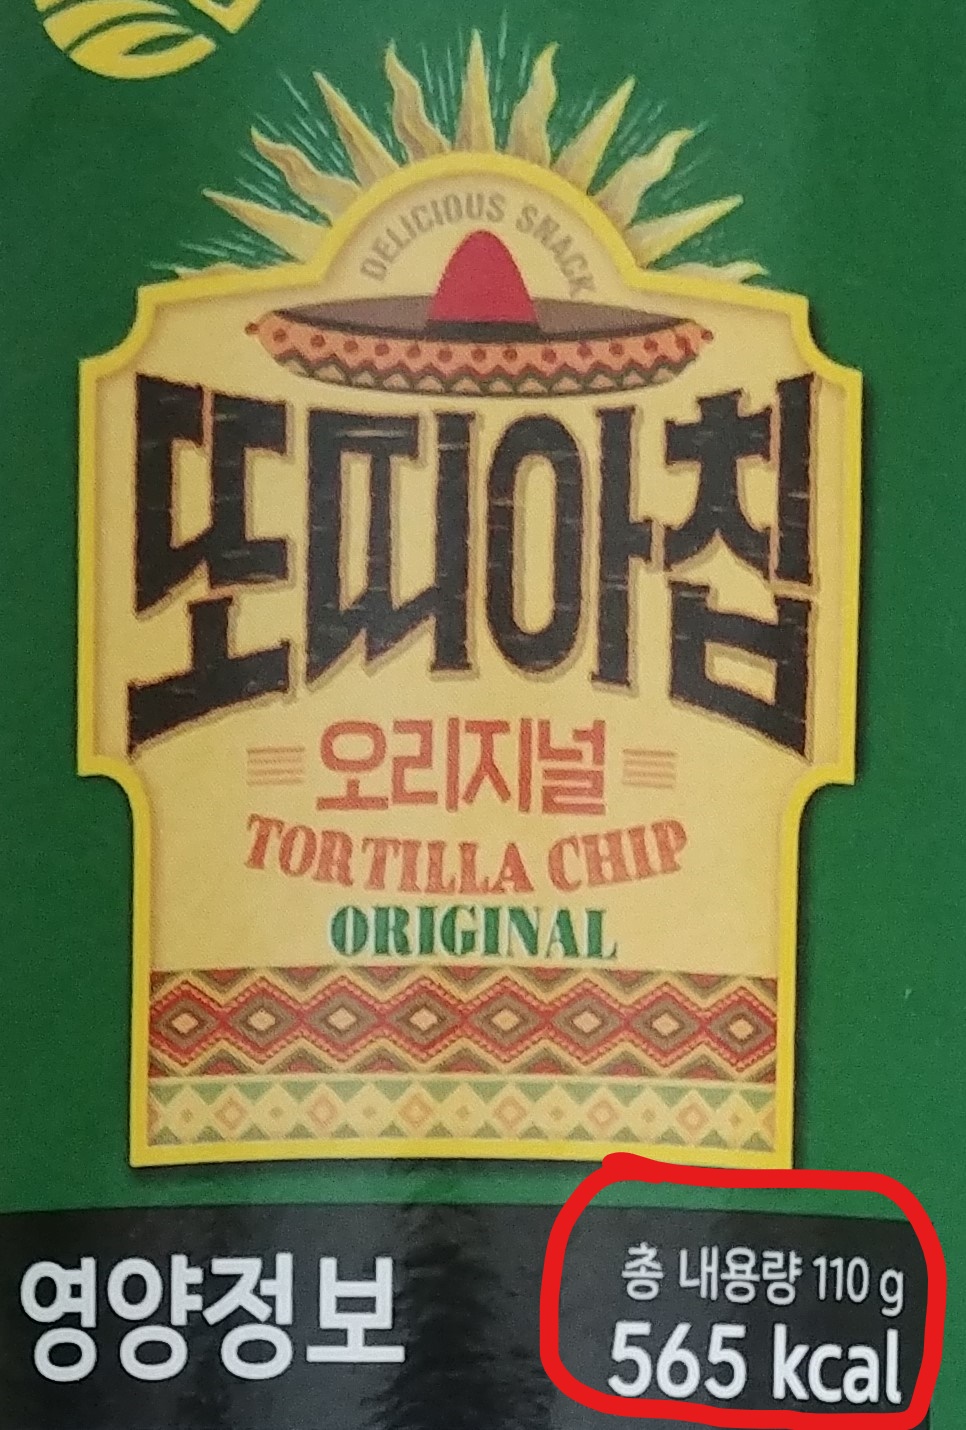 DELICIOUS SNACK
또띠아칩
오리지널
TORTILLA CHIP
ORIGINAL
영양정보
총 내용량 110 g
565 kcal